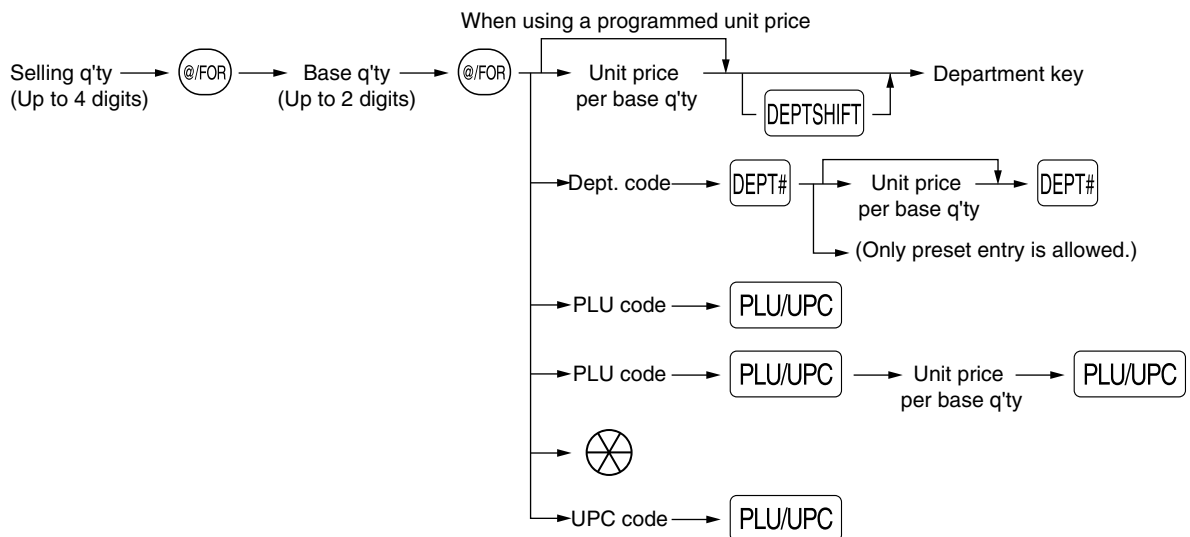 When using a programmed unit price
Selling q'ty
(Up to 4 digits)
@/FOR
Base q'ty
(Up to 2 digits)
@/FOR
Unit price
per base q'ty
DEPTSHIFT
Department key
Dept. code
DEPT#
Unit price
per base q'ty
DEPT#
(Only preset entry is allowed.)
PLU code
PLU/UPC
PLU code
PLU/UPC
Unit price
per base q'ty
PLU/UPC
UPC code
PLU/UPC